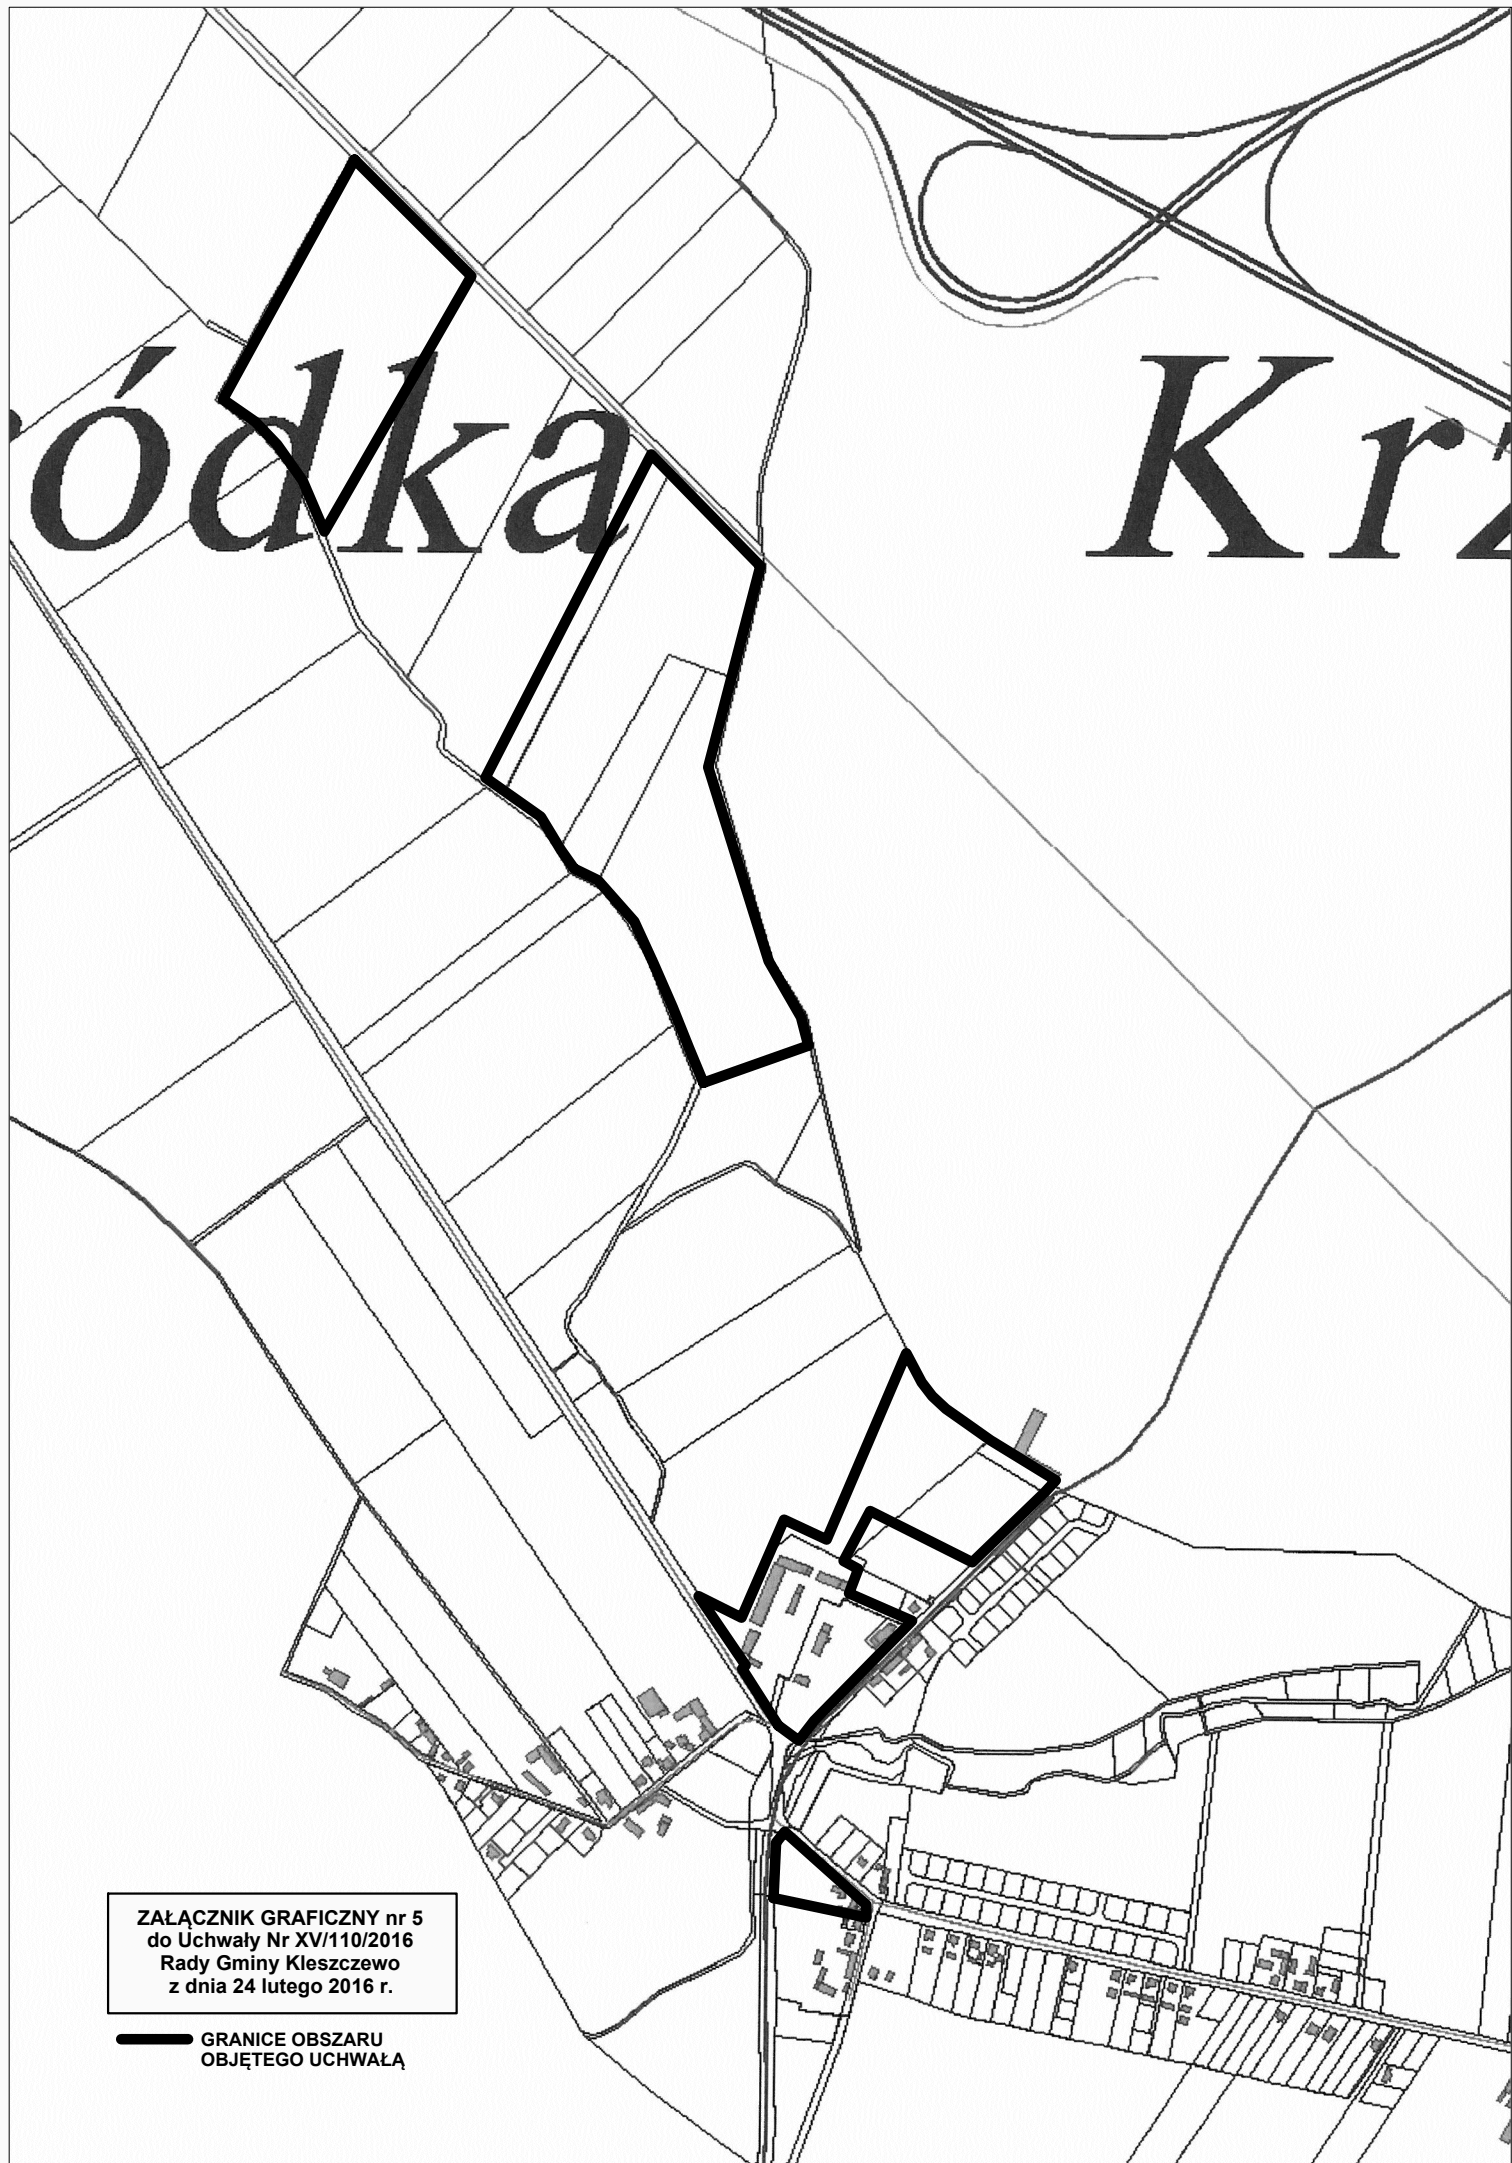 ódka Krz
ZAŁĄCZNIK GRAFICZNY nr 5
do Uchwały Nr XV/110/2016
Rady Gminy Kleszczewo
z dnia 24 lutego 2016 r.
GRANICE OBSZARU
OBJĘTEGO UCHWAŁĄ